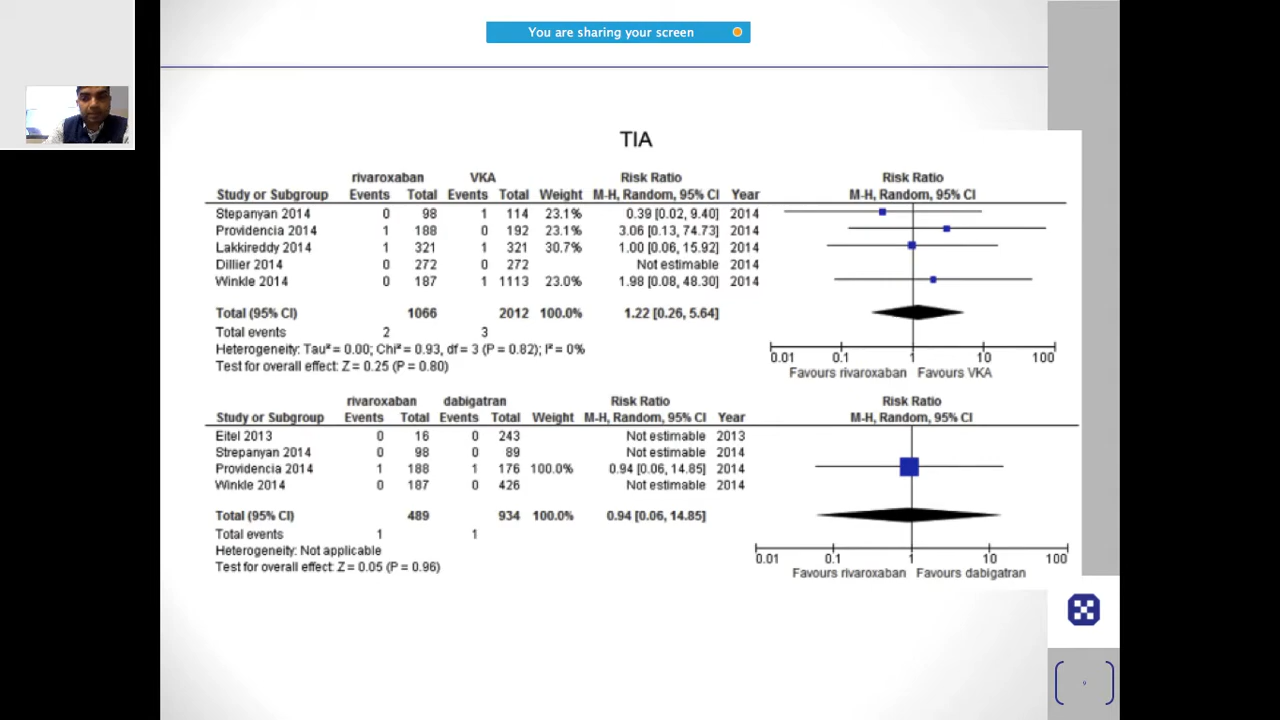 You are sharing your screen
TIA
rivaroxaban VKA Risk Ratio Risk Ratio
Study or Subgroup Events Total Events Total Weight M-H, Random, 95% CI Year M-H, Random, 95% CI
Stepanyan 2014 0 98 1 114 23.1% 0.39 [0.02, 9.40] 2014
Providencia 2014 1 188 0 192 23.1% 3.06 [0.13, 74.73] 2014
Lakkireddy 2014 1 321 1 321 30.7% 1.00 [0.06, 15.92] 2014
Dillier 2014 0 272 0 272 Not estimable 2014
Winkle 2014 0 187 1 1113 23.0% 1.98 [0.08, 48.30] 2014
Total (95% CI) 1066 2012 100.0% 1.22 [0.26, 5.64]
Total events 2 3
Heterogeneity: Tau² = 0.00; Chi² = 0.93, df = 3 (P = 0.82); I² = 0%
Test for overall effect: Z = 0.25 (P = 0.80)
0.01 0.1 1 10 100
Favours rivaroxaban Favours VKA
rivaroxaban dabigatran Risk Ratio Risk Ratio
Study or Subgroup Events Total Events Total Weight M-H, Random, 95% CI Year M-H, Random, 95% CI
Eitel 2013 0 16 0 243 Not estimable 2013
Strepanyan 2014 0 98 0 89 Not estimable 2014
Providencia 2014 1 188 1 176 100.0% 0.94 [0.06, 14.85] 2014
Winkle 2014 0 187 0 426 Not estimable 2014
Total (95% CI) 489 934 100.0% 0.94 [0.06, 14.85]
Total events 1 1
Heterogeneity: Not applicable
Test for overall effect: Z = 0.05 (P = 0.96)
0.01 0.1 1 10 100
Favours rivaroxaban Favours dabigatran
9